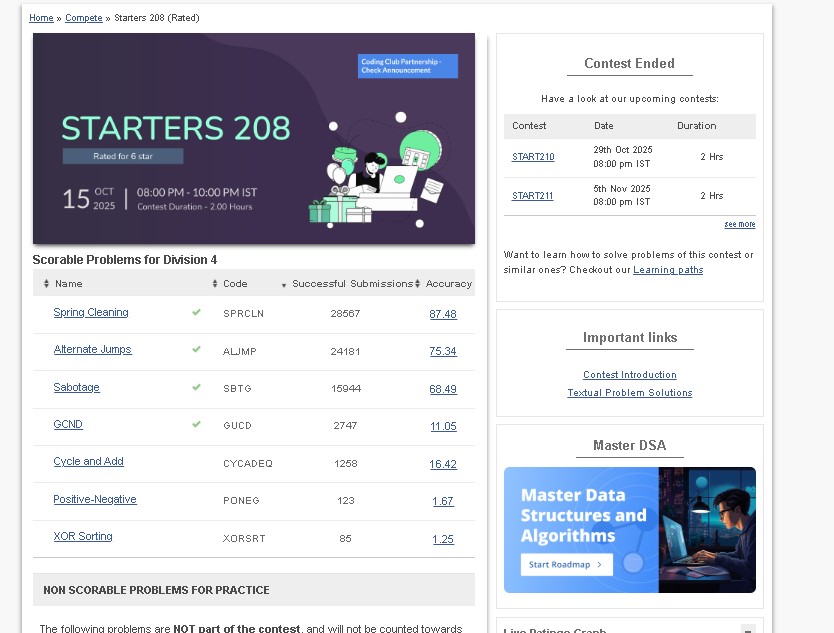 Home » Compete » Starters 208 (Rated)
Coding Club Partnership -
Check Announcement
STARTERS 208
Rated for 6 star
15 OCT 2025 | 08:00 PM - 10:00 PM IST
Contest Duration - 2.00 Hours
Scorable Problems for Division 4
Name Code Successful Submissions Accuracy
Spring Cleaning SPRCLN 28567 87.48
Alternate Jumps ALJMP 24181 75.34
Sabotage SBTG 15944 68.49
GCND GUCD 2747 11.05
Cycle and Add CYCADEQ 1258 16.42
Positive-Negative PONEG 123 1.67
XOR Sorting XORSRT 85 1.25
NON SCORABLE PROBLEMS FOR PRACTICE
The following problems are NOT part of the contest, and will not be counted towards
Contest Ended
Have a look at our upcoming contests:
Contest Date Duration
START210 29th Oct 2025 08:00 pm IST 2 Hrs
START211 5th Nov 2025 08:00 pm IST 2 Hrs
see more
Want to learn how to solve problems of this contest or
similar ones? Checkout our Learning paths
Important links
Contest Introduction
Textual Problem Solutions
Master DSA
Master Data
Structures and
Algorithms
Start Roadmap >
Live Ratings Graph